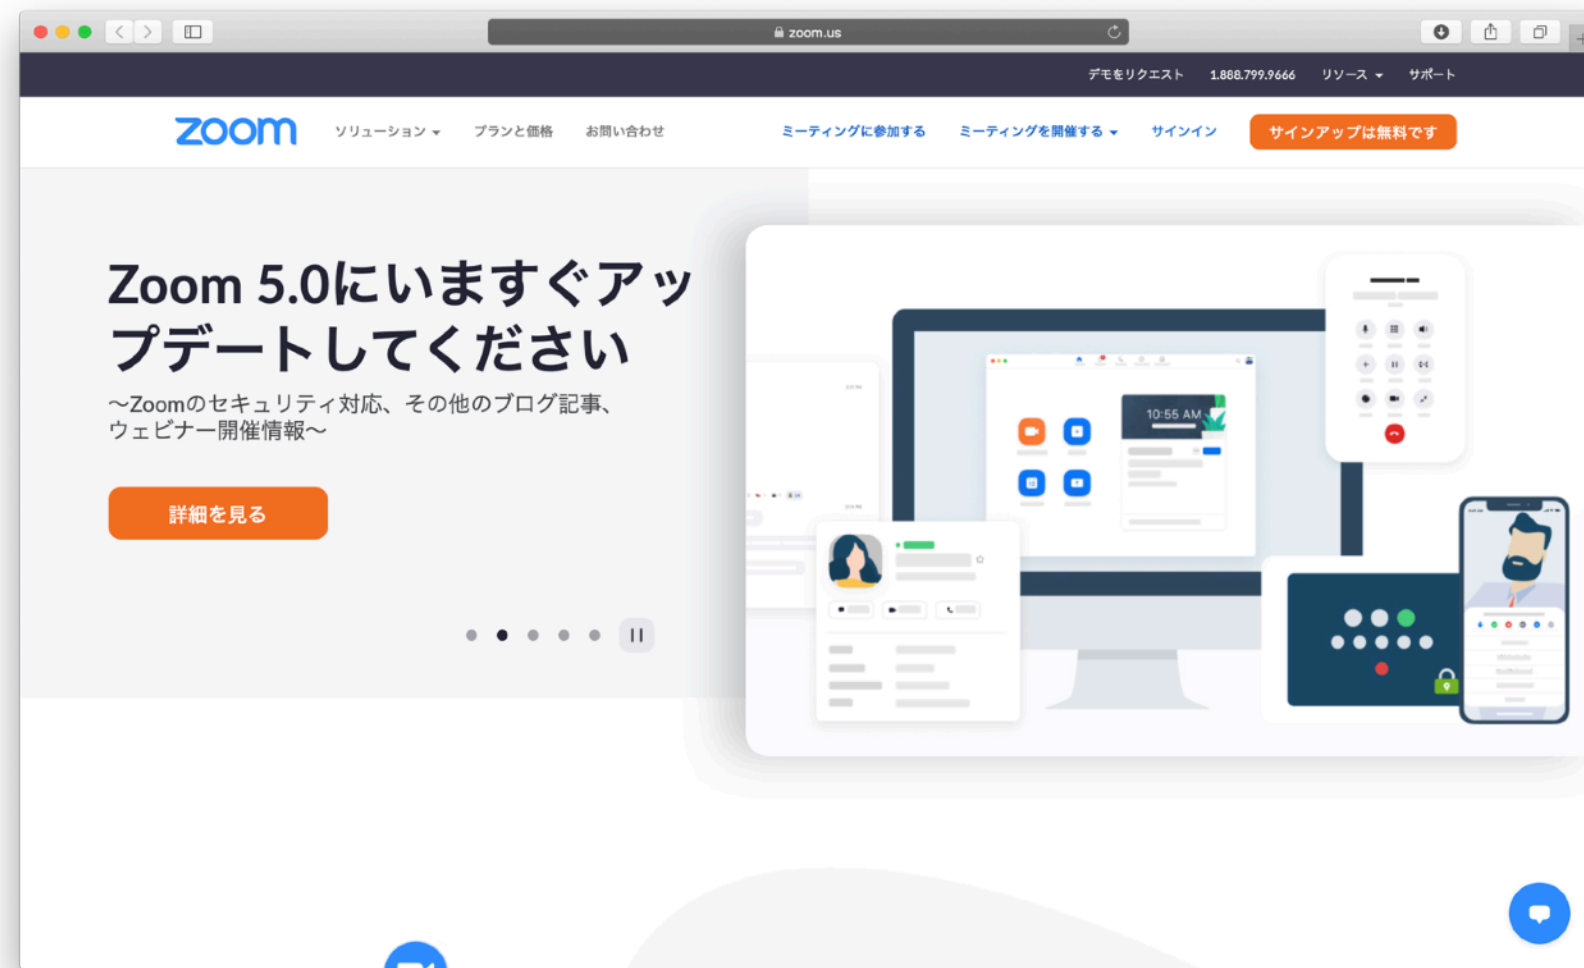 zoom.us
デモをリクエスト 1.888.799.9666 リソース サポート
zoom ソリューション プランと価格 お問い合わせ ミーティングに参加する ミーティングを開催する サインイン サインアップは無料です
Zoom 5.0にいますぐアッ
プデートしてください
〜Zoomのセキュリティ対応、その他のブログ記事、
ウェビナー開催情報〜
詳細を見る
10:55 AM